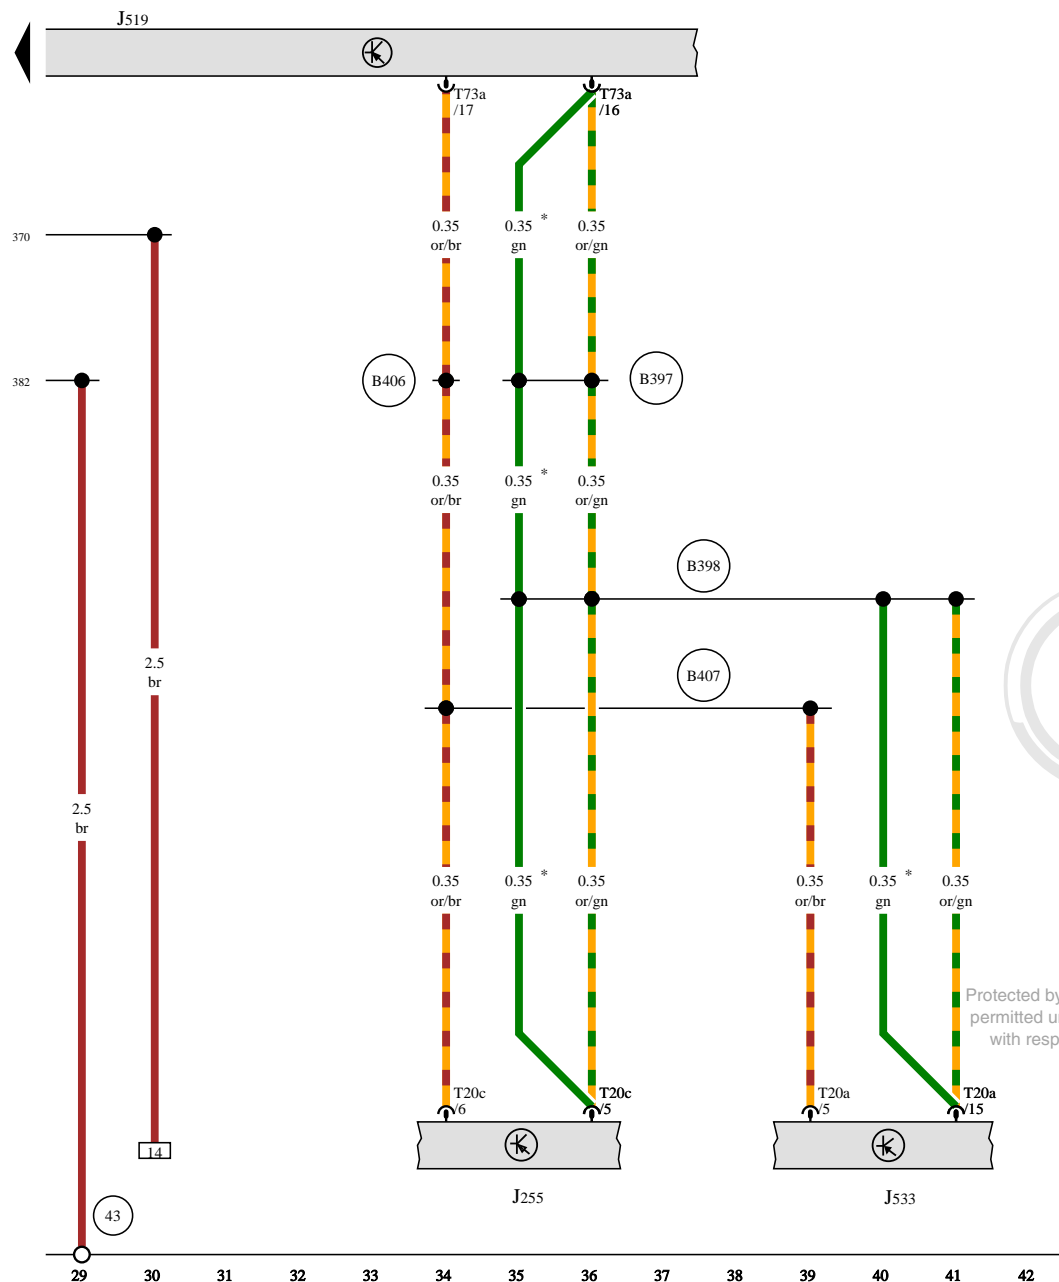 J519
T73a
/17
T73a
/16
370
0.35
or/br
0.35 *
gn
0.35
or/gn
382
B406
B397
0.35
or/br
0.35 *
gn
0.35
or/gn
B398
2.5
br
B407
2.5
br
0.35
or/br
0.35 *
gn
0.35
or/gn
0.35
or/br
0.35 *
gn
0.35
or/gn
Protected by
permitted u
with resp
T20c
/6
T20c
/5
T20a
/5
T20a
/15
14
J255
J533
43
29 30 31 32 33 34 35 36 37 38 39 40 41 42